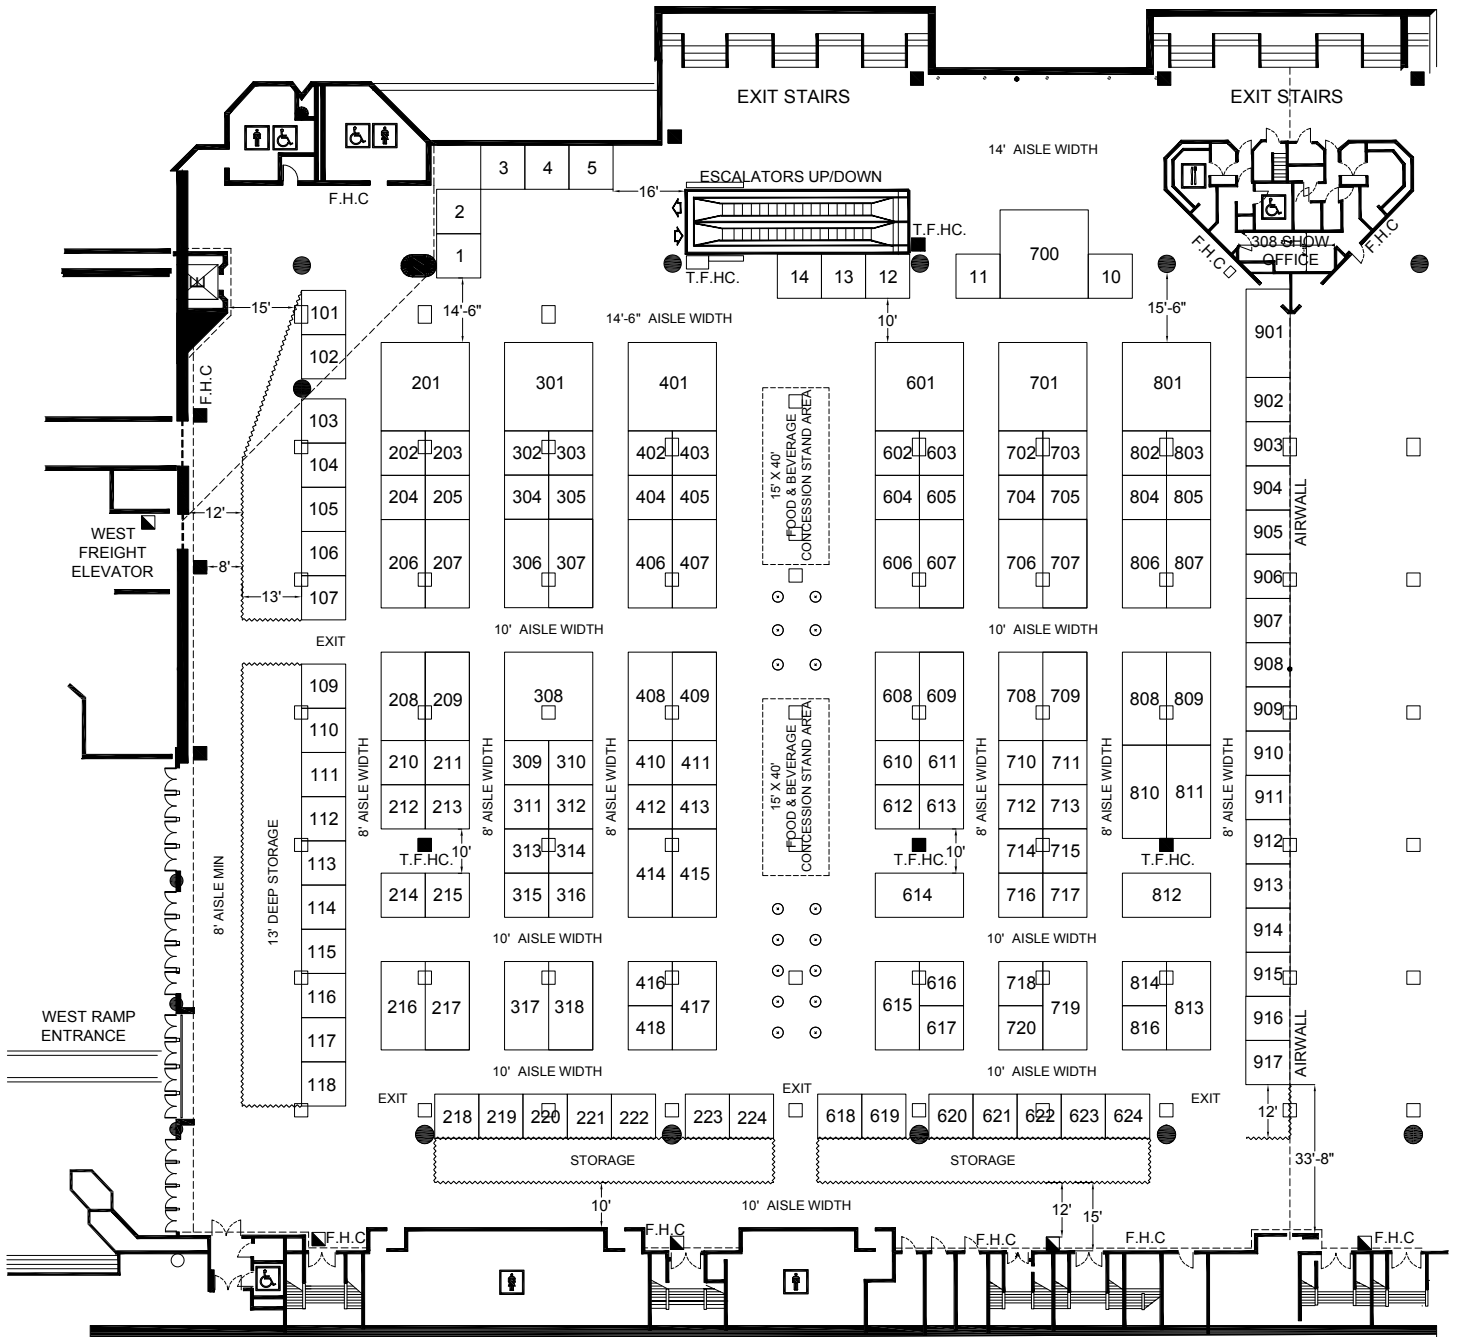 EXIT STAIRS
EXIT STAIRS
14' AISLE WIDTH
3 4 5
ESCALATORS UP/DOWN
16'
F.H.C
2
1
T.F.HC.
T.F.HC.
F.H.C
F.H.C
308 SHOW
OFFICE
700
14 13 12
11
10
15'
14'-6"
14'-6" AISLE WIDTH
10'
15'-6"
101
102
103
104
105
106
107
F.H.C
12'
8'
13'
WEST
FREIGHT
ELEVATOR
EXIT
201
202 203
204 205
206 207
301
302 303
304 305
306 307
401
402 403
404 405
406 407
15' X 40'
FOOD & BEVERAGE
CONCESSION STAND AREA
601
602 603
604 605
606 607
701
702 703
704 705
706 707
801
802 803
804 805
806 807
901
902
903
904
905
906
907
908
909
910
911
912
913
914
915
916
917
AIRWALL
AIRWALL
10' AISLE WIDTH
10' AISLE WIDTH
109
110
111
112
113
114
115
116
117
118
8' AISLE MIN
13' DEEP STORAGE
8' AISLE WIDTH
208 209
210 211
212 213
T.F.HC.
10'
214 215
8' AISLE WIDTH
308
309 310
311 312
313 314
315 316
8' AISLE WIDTH
408 409
410 411
412 413
414 415
15' X 40'
FOOD & BEVERAGE
CONCESSION STAND AREA
608 609
610 611
612 613
T.F.HC.
10'
614
8' AISLE WIDTH
708 709
710 711
712 713
714 715
716 717
8' AISLE WIDTH
808 809
810 811
T.F.HC.
812
8' AISLE WIDTH
10' AISLE WIDTH
10' AISLE WIDTH
WEST RAMP
ENTRANCE
216 217
317 318
416
417
418
615
616
617
718
719
720
814
813
816
10' AISLE WIDTH
10' AISLE WIDTH
EXIT
EXIT
EXIT
218 219 220 221 222
223 224
618 619
620 621 622 623 624
12'
STORAGE
STORAGE
33'-8"
10'
10' AISLE WIDTH
12'
15'
F.H.C
F.H.C
F.H.C
F.H.C
F.H.C